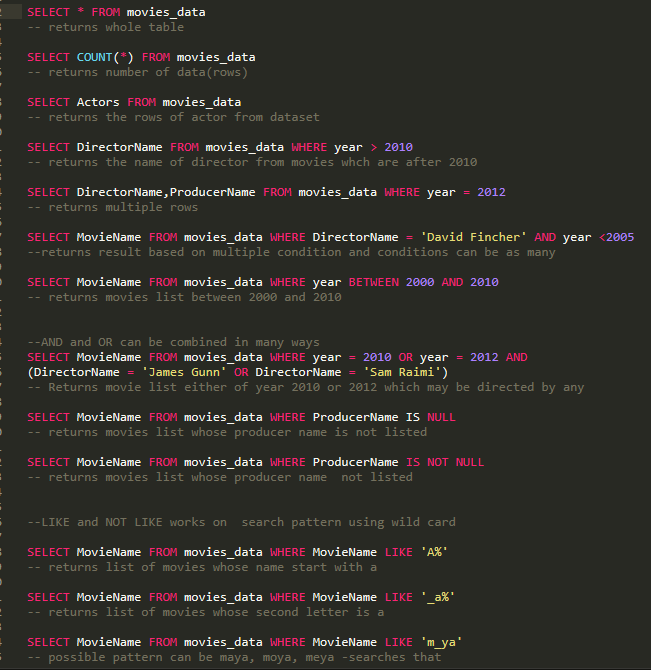 SELECT * FROM movies_data
-- returns whole table
SELECT COUNT(*) FROM movies_data
-- returns number of data(rows)
SELECT Actors FROM movies_data
-- returns the rows of actor from dataset
SELECT DirectorName FROM movies_data WHERE year > 2010
-- returns the name of director from movies whch are after 2010
SELECT DirectorName,ProducerName FROM movies_data WHERE year = 2012
-- returns multiple rows
SELECT MovieName FROM movies_data WHERE DirectorName = 'David Fincher' AND year <2005
--returns result based on multiple condition and conditions can be as many
SELECT MovieName FROM movies_data WHERE year BETWEEN 2000 AND 2010
-- returns movies list between 2000 and 2010
--AND and OR can be combined in many ways
SELECT MovieName FROM movies_data WHERE year = 2010 OR year = 2012 AND
(DirectorName = 'James Gunn' OR DirectorName = 'Sam Raimi')
-- Returns movie list either of year 2010 or 2012 which may be directed by any
SELECT MovieName FROM movies_data WHERE ProducerName IS NULL
-- returns movies list whose producer name is not listed
SELECT MovieName FROM movies_data WHERE ProducerName IS NOT NULL
-- returns movies list whose producer name  not listed
--LIKE and NOT LIKE works on  search pattern using wild card
SELECT MovieName FROM movies_data WHERE MovieName LIKE 'A%'
-- returns list of movies whose name start with a
SELECT MovieName FROM movies_data WHERE MovieName LIKE '_a%'
-- returns list of movies whose second letter is a
SELECT MovieName FROM movies_data WHERE MovieName LIKE 'm_ya'
-- possible pattern can be maya, moya, meya -searches that